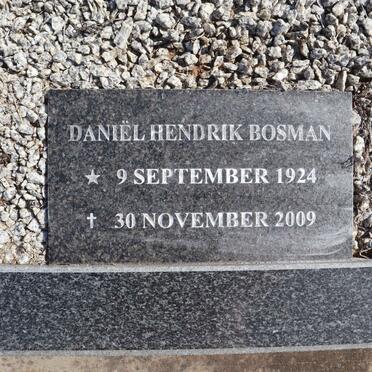 DANIËL HENDRIK BOSMAN
★ 9 SEPTEMBER 1924
✝ 30 NOVEMBER 2009